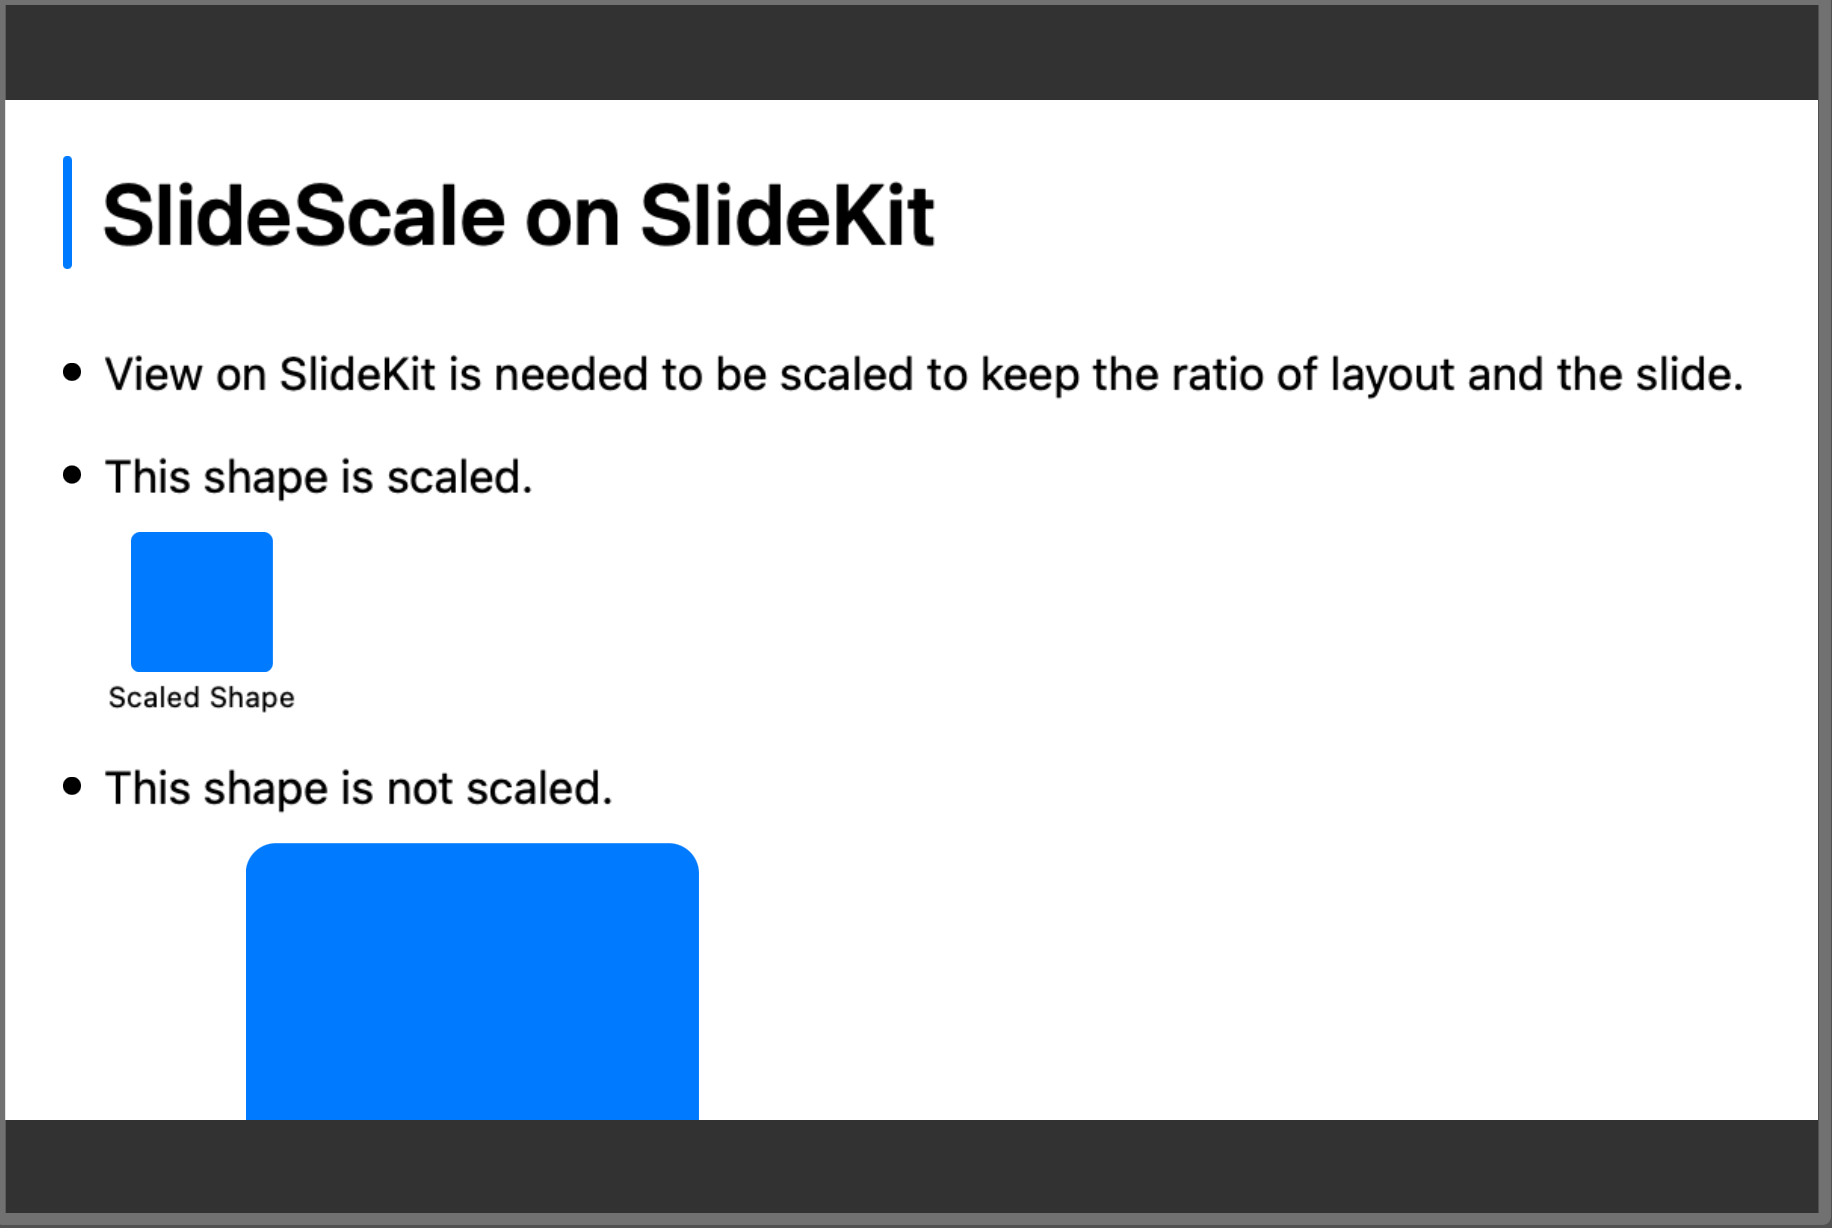 SlideScale on SlideKit
• View on SlideKit is needed to be scaled to keep the ratio of layout and the slide.
• This shape is scaled.
Scaled Shape
• This shape is not scaled.